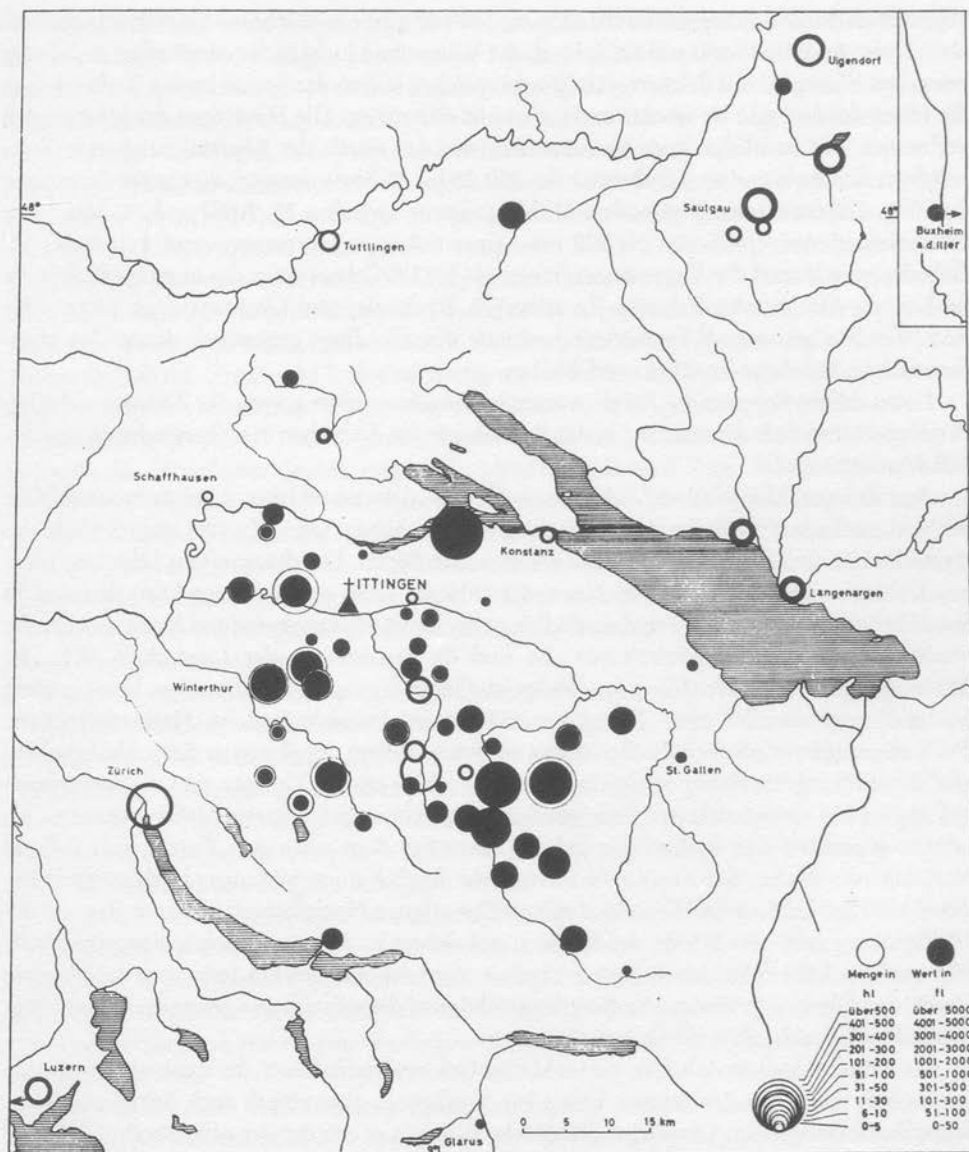 Uigendorf
48°
Saulgau
48°
Tuttlingen
Buxheim
a.d.Iller
Schaffhausen
Konstanz
ITTINGEN
Langenargen
Winterthur
St.Gallen
Zürich
Luzern
Glarus
0 5 10 15 km
Menge in Wert in
hl fl
über 500 über 5000
401-500 4001-5000
301-400 3001-4000
201-300 2001-3000
101-200 1001-2000
51-100 501-1000
31-50 301-500
11-30 101-300
6-10 51-100
0-5 0-50